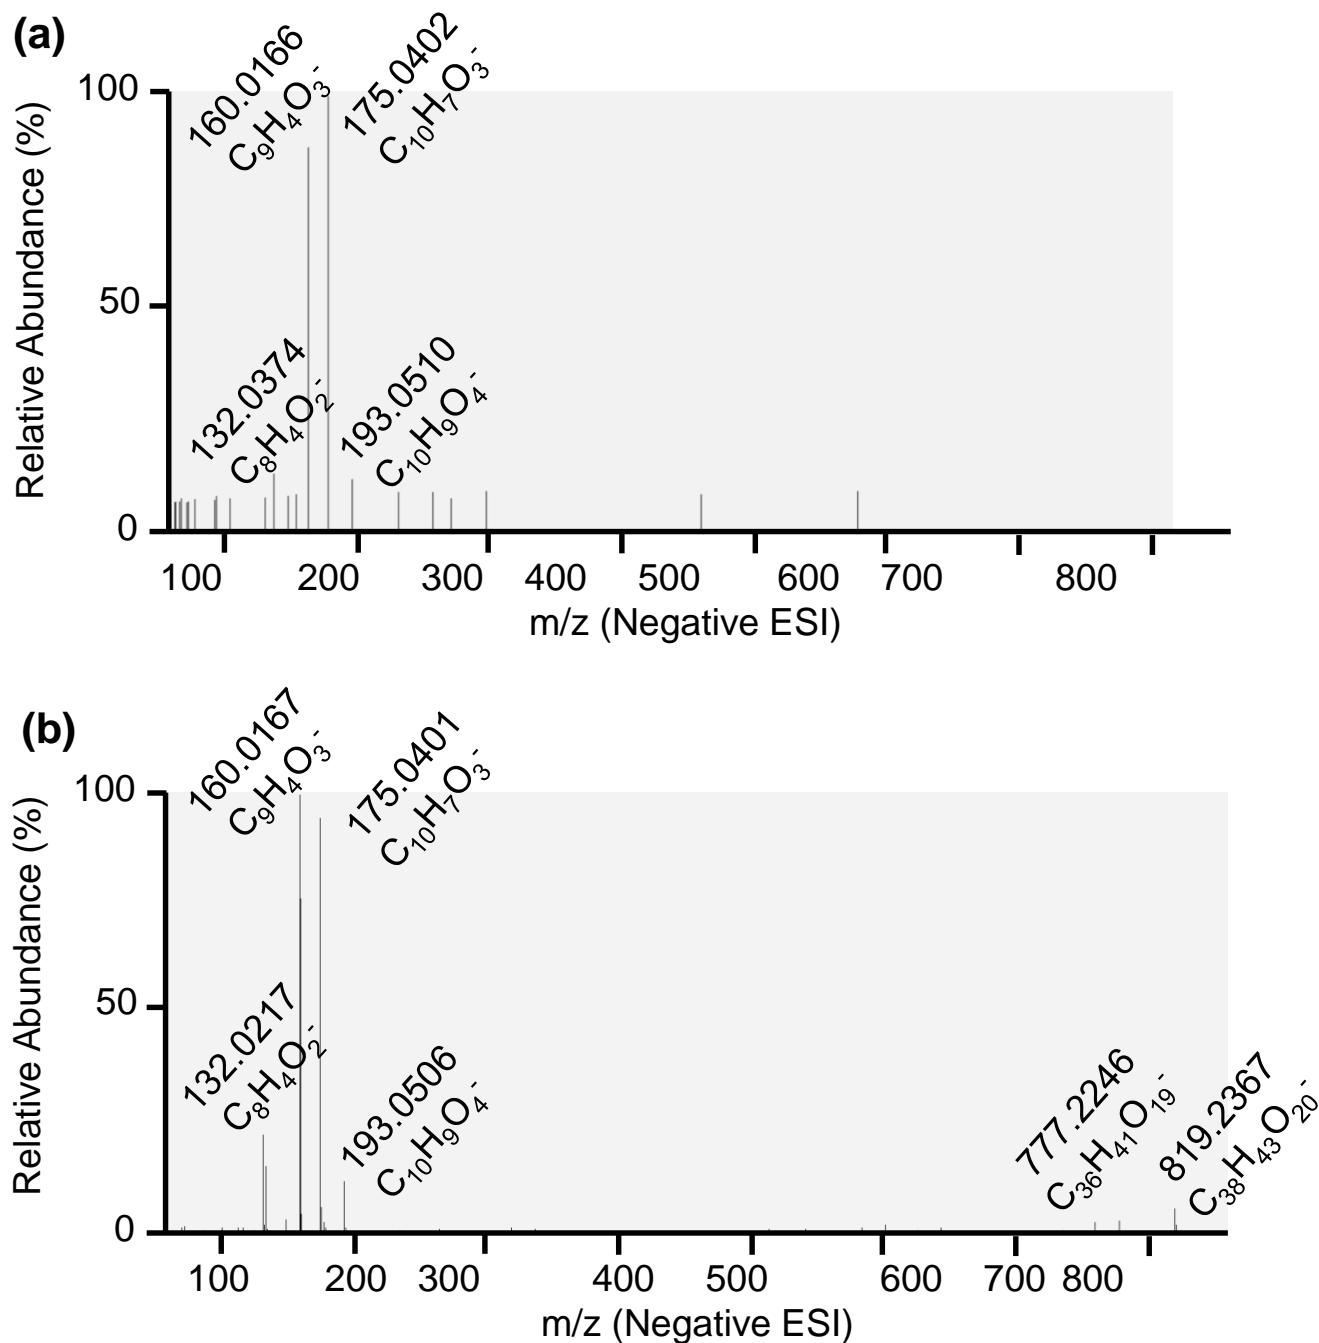 (a)
160.0166
C₉H₄O₃⁻
175.0402
C₁₀H₇O₃⁻
132.0374
C₈H₄O₂⁻
193.0510
C₁₀H₉O₄⁻
Relative Abundance (%)
100
50
0
100 200 300 400 500 600 700 800
m/z (Negative ESI)
(b)
160.0167
C₉H₄O₃⁻
175.0401
C₁₀H₇O₃⁻
132.0217
C₈H₄O₂⁻
193.0506
C₁₀H₉O₄⁻
777.2246
C₃₆H₄₁O₁₉⁻
819.2367
C₃₈H₄₃O₂₀⁻
Relative Abundance (%)
100
50
0
100 200 300 400 500 600 700 800
m/z (Negative ESI)